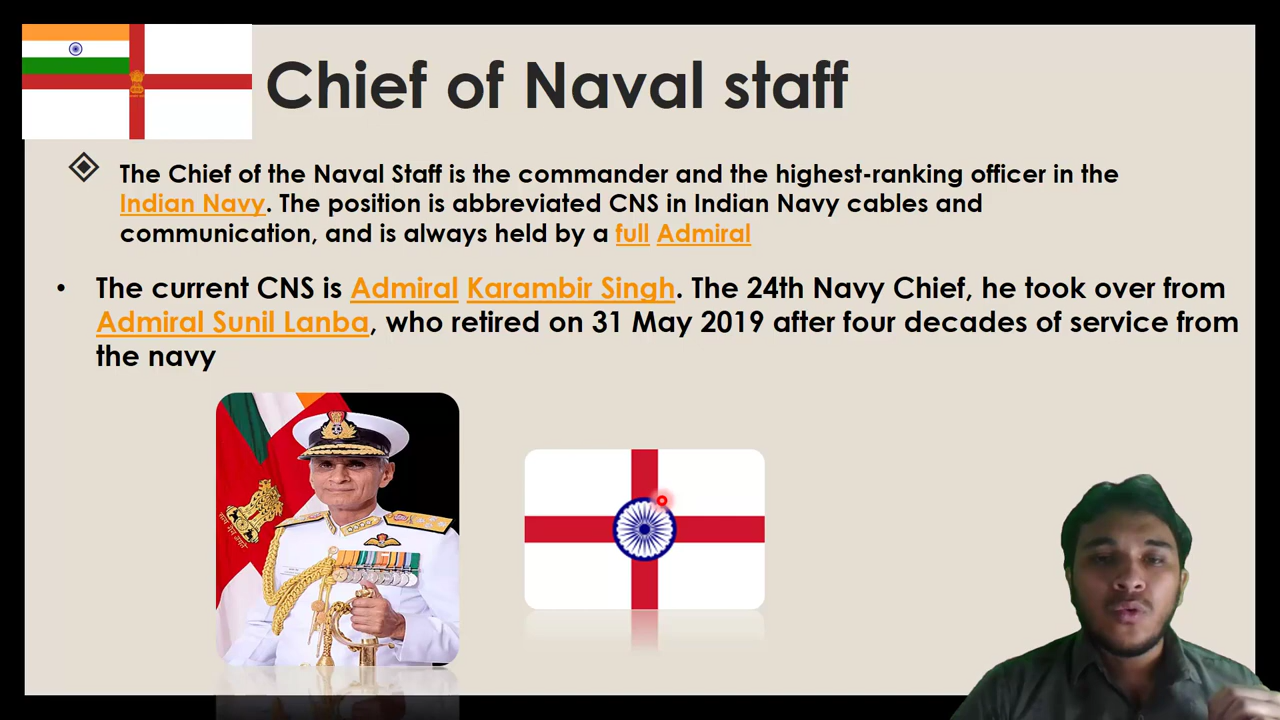 Chief of Naval staff
The Chief of the Naval Staff is the commander and the highest-ranking officer in the
Indian Navy. The position is abbreviated CNS in Indian Navy cables and
communication, and is always held by a full Admiral
• The current CNS is Admiral Karambir Singh. The 24th Navy Chief, he took over from
Admiral Sunil Lanba, who retired on 31 May 2019 after four decades of service from
the navy